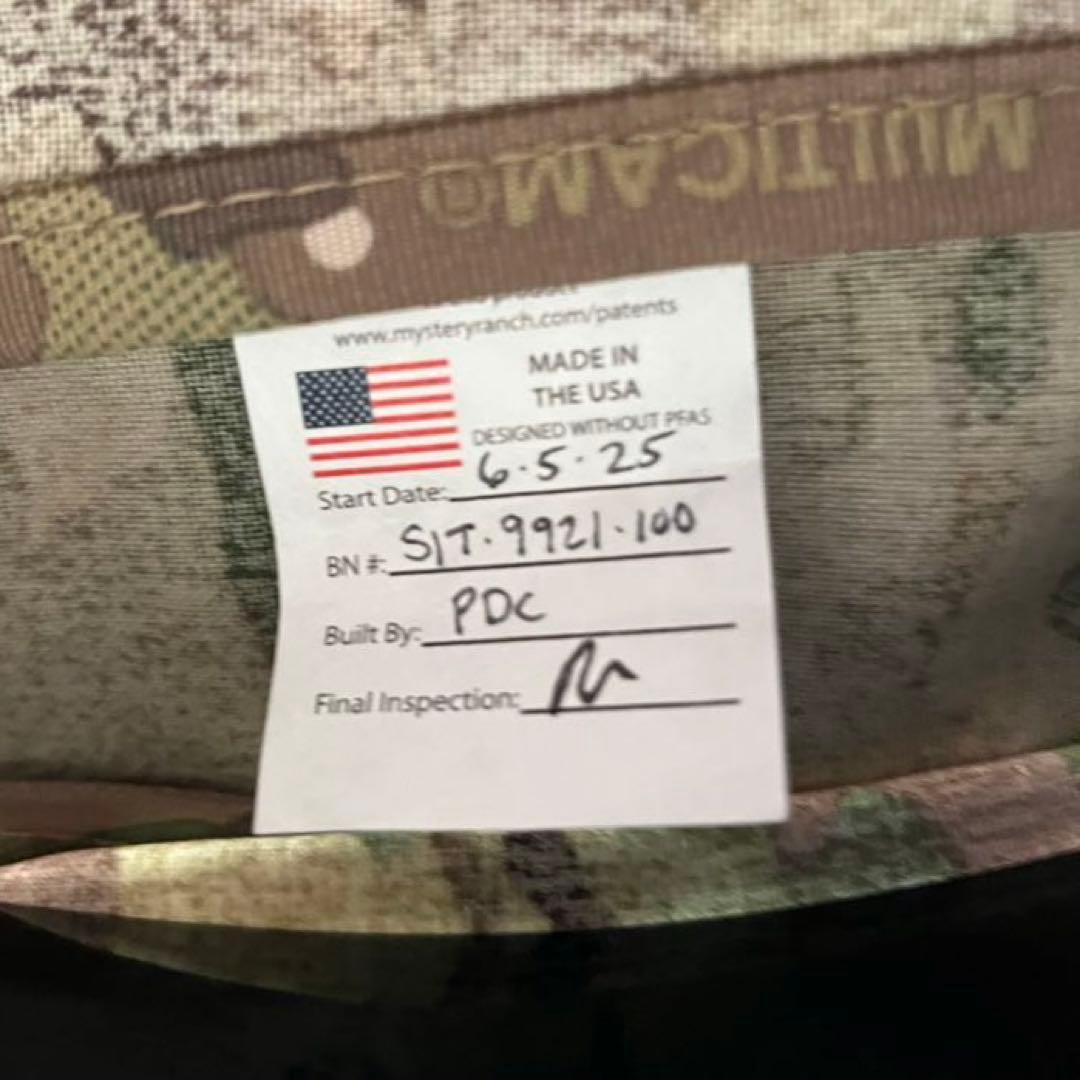 MULTICAM®
product
www.mysteryranch.com/patents
MADE IN
THE USA
DESIGNED WITHOUT PFAS
Start Date: 6.5.25
BN #: S/T.9921.100
Built By: PDC
Final Inspection: